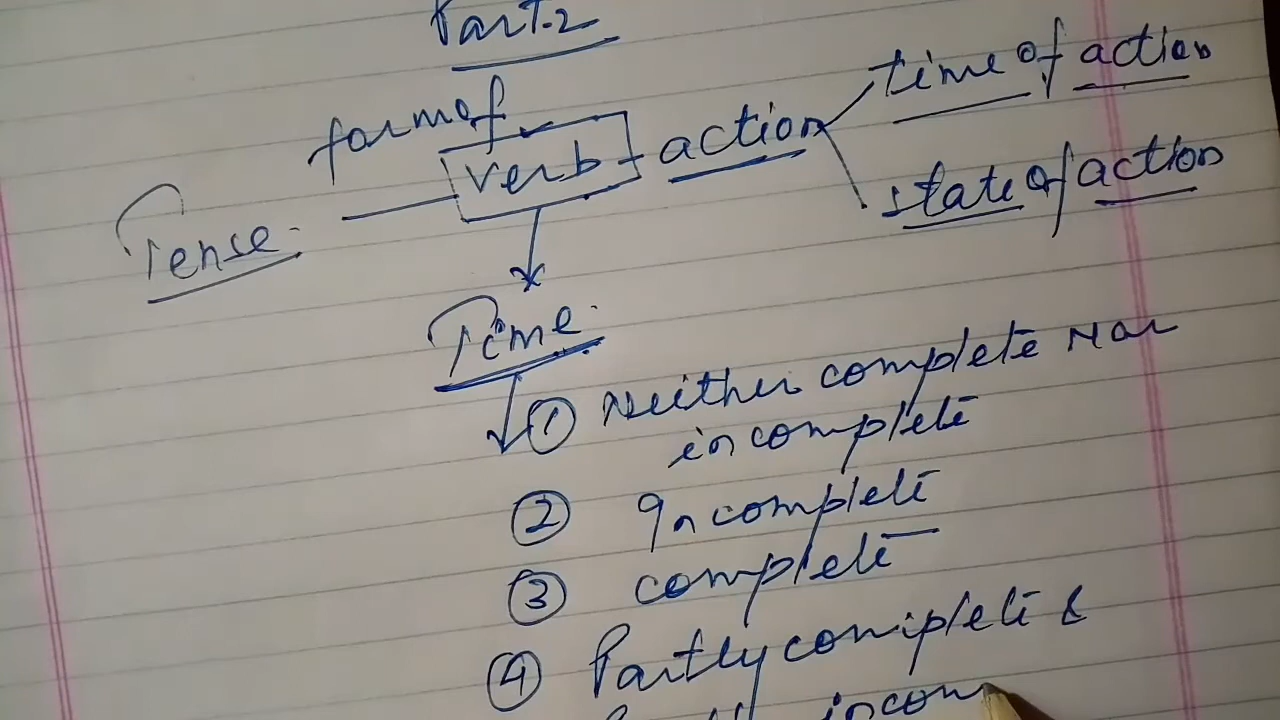 Part-2
form of
Tense. verb action time of action
state of action
Time.
① Neither complete Nor
incomplete
② Incomplete
③ complete
④ Partly complete &
incom